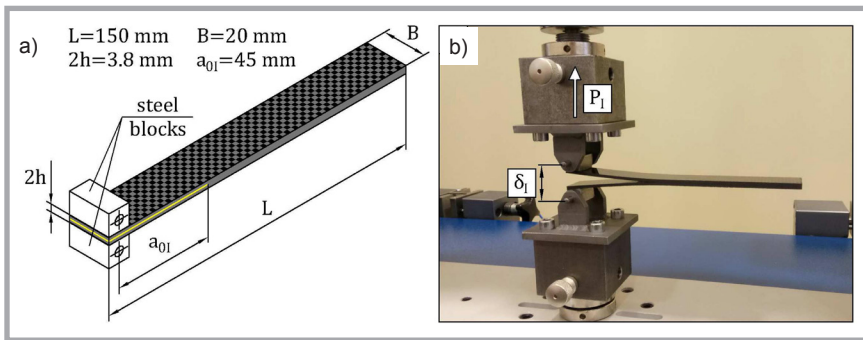 a)
L=150 mm B=20 mm
2h=3.8 mm a₀I=45 mm
B
steel
blocks
2h
a₀I
L
b)
PI
δI